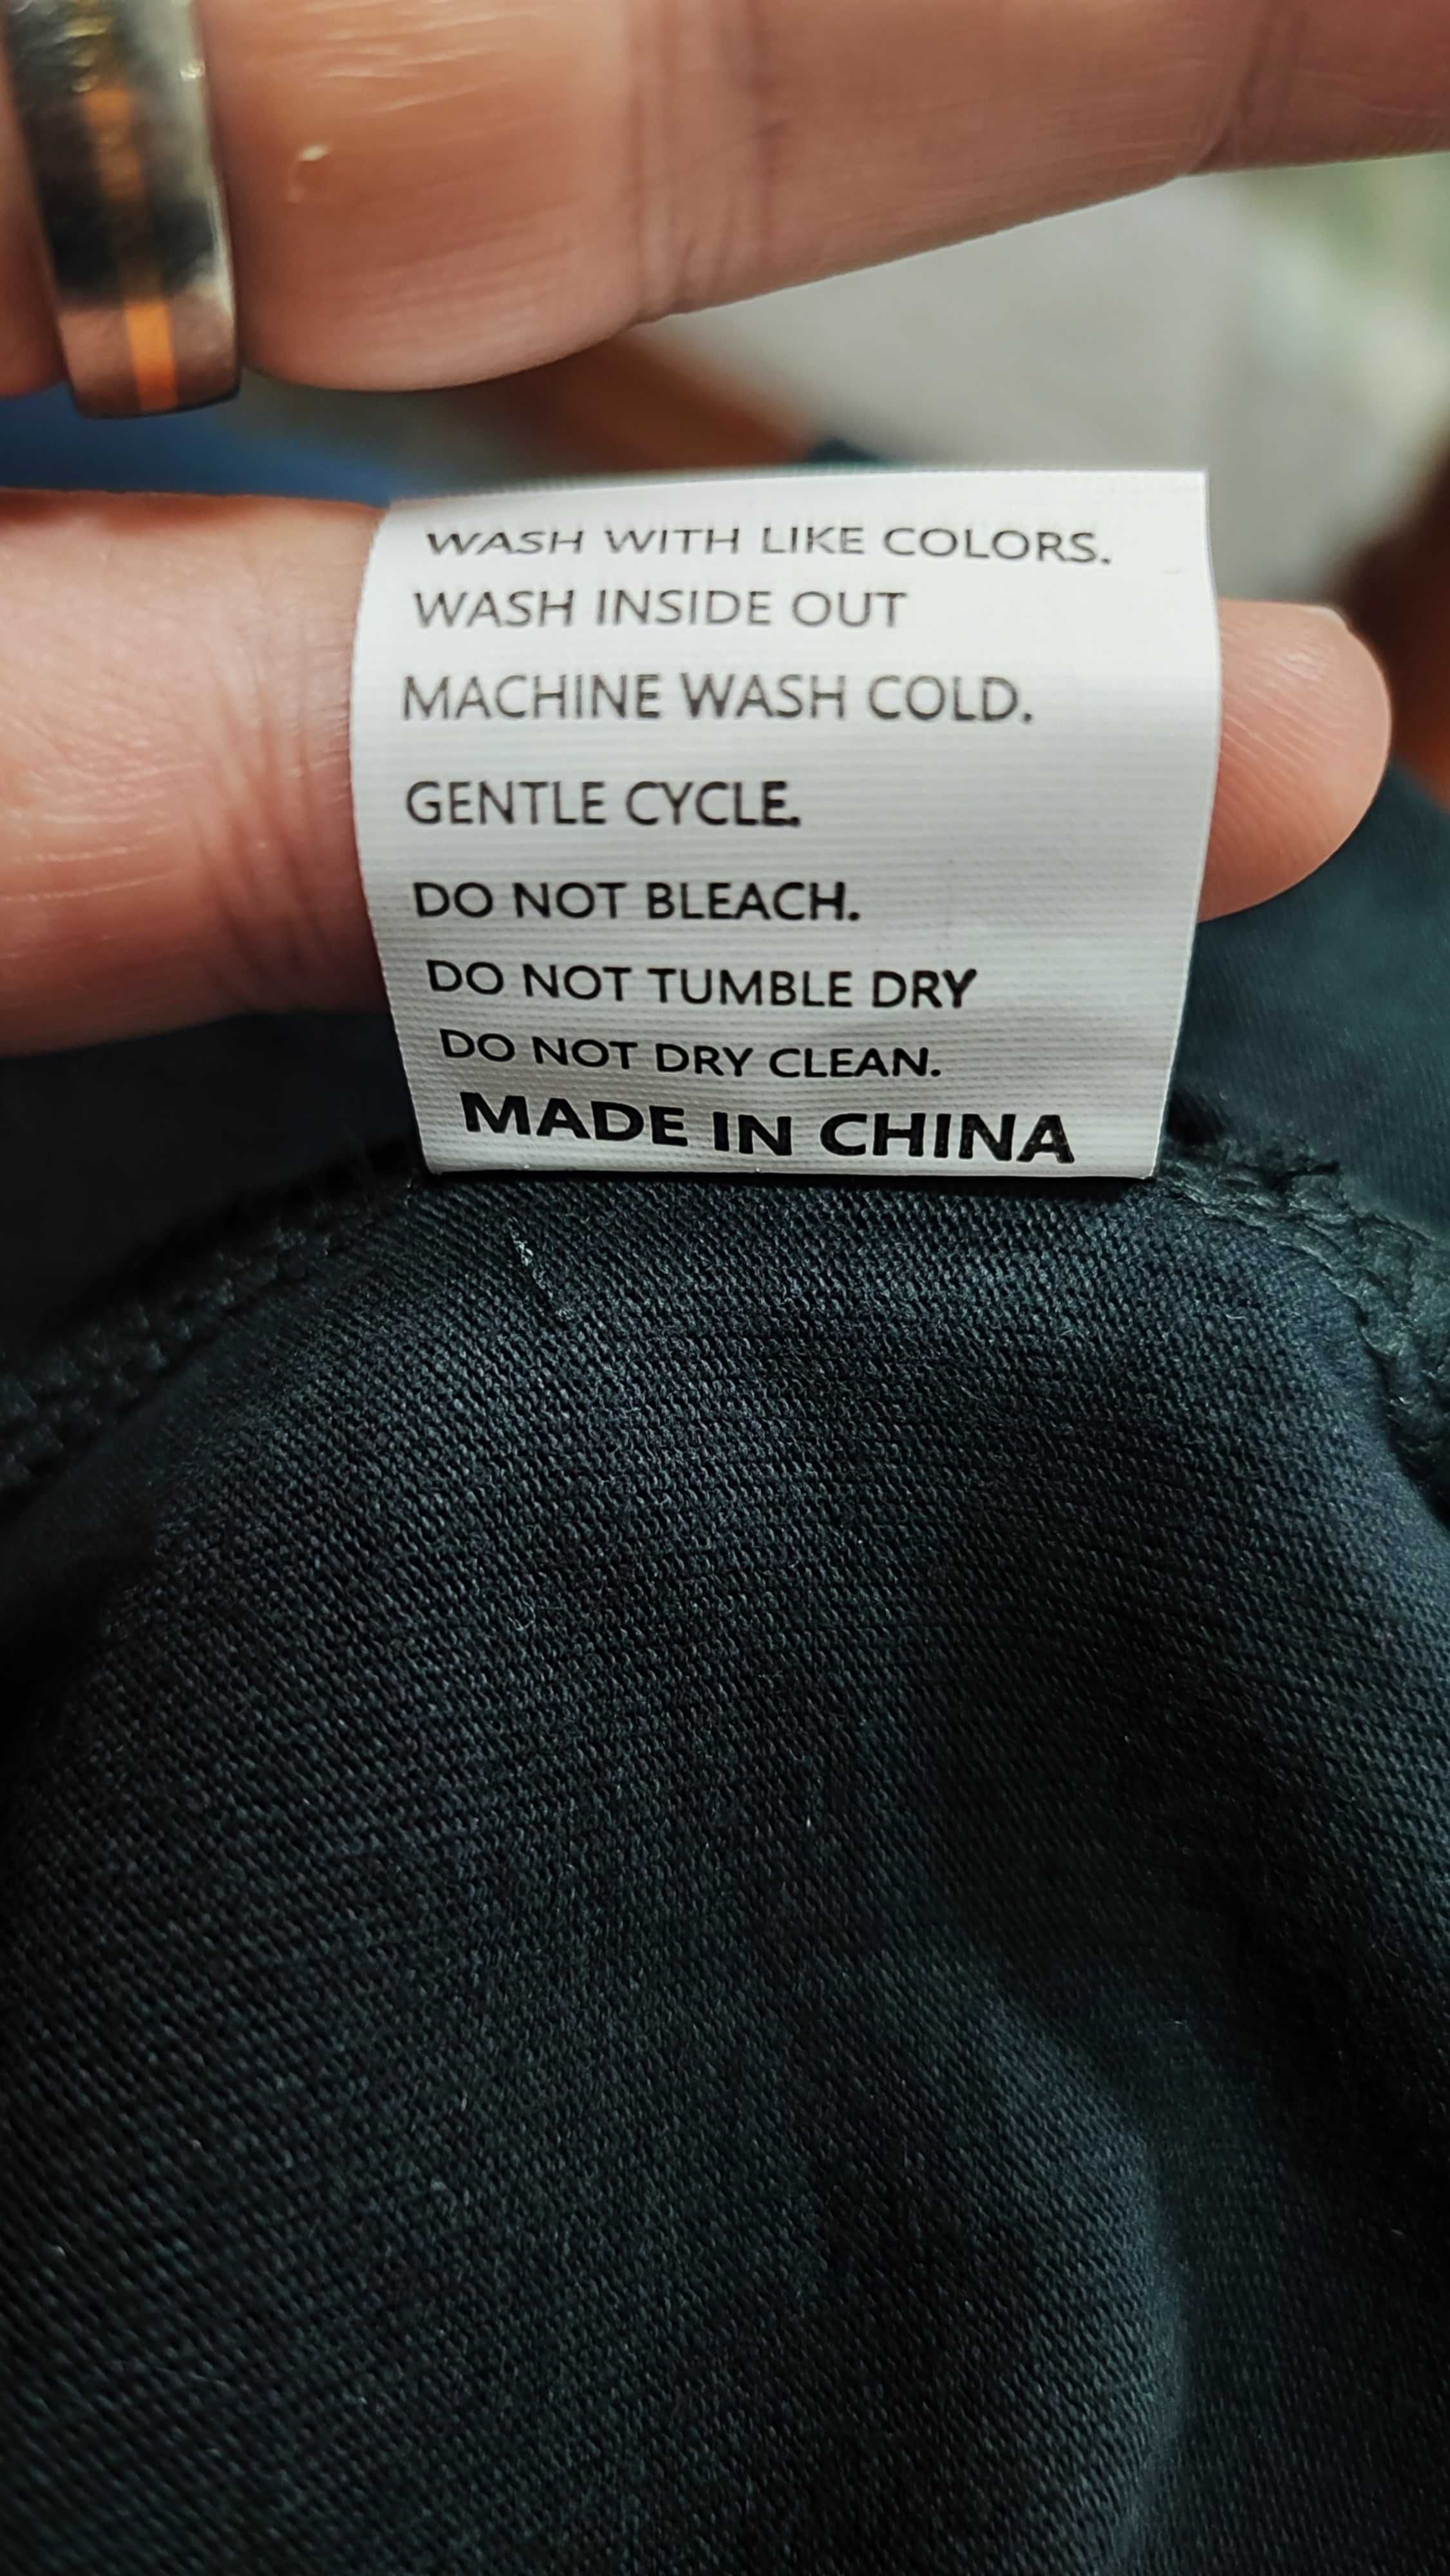 WASH WITH LIKE COLORS.
WASH INSIDE OUT
MACHINE WASH COLD.
GENTLE CYCLE.
DO NOT BLEACH.
DO NOT TUMBLE DRY
DO NOT DRY CLEAN.
MADE IN CHINA